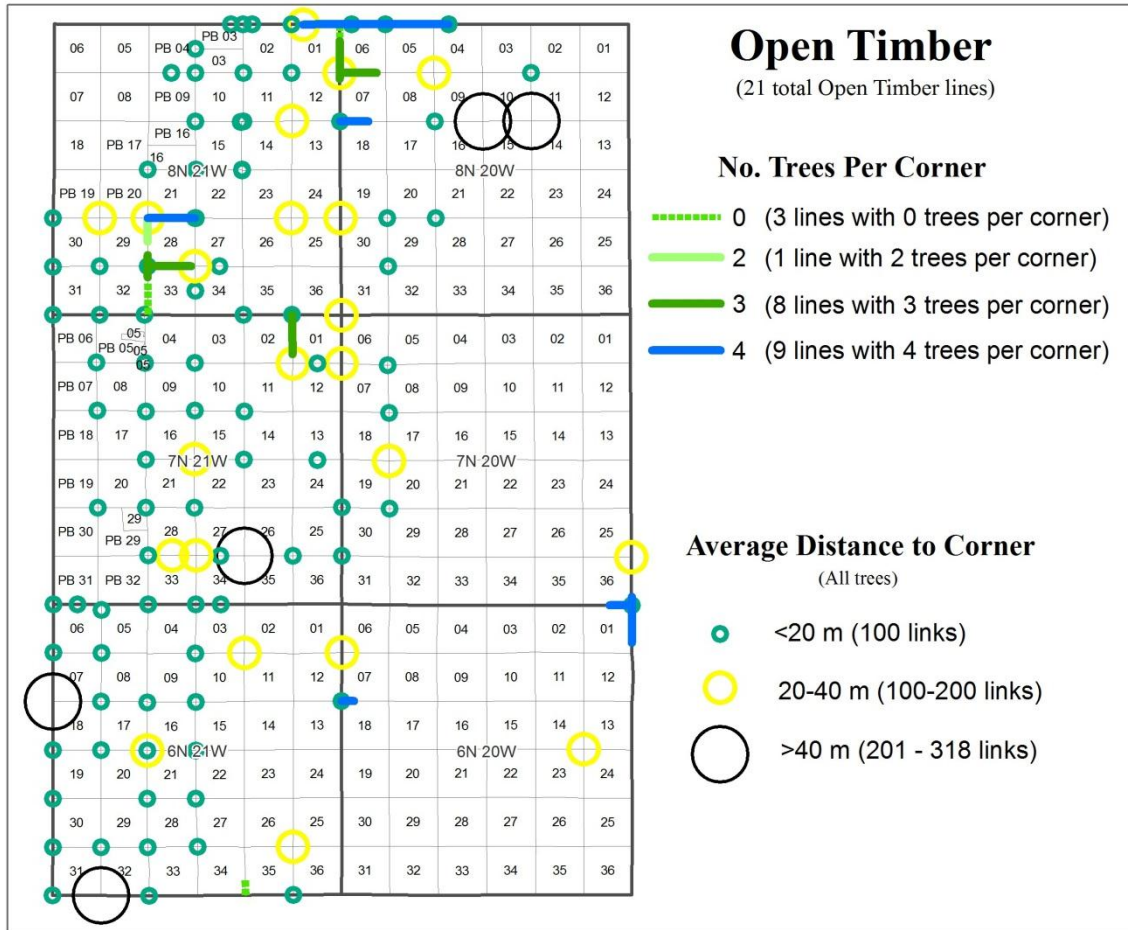 Open Timber
(21 total Open Timber lines)
No. Trees Per Corner
0 (3 lines with 0 trees per corner)
2 (1 line with 2 trees per corner)
3 (8 lines with 3 trees per corner)
4 (9 lines with 4 trees per corner)
Average Distance to Corner
(All trees)
<20 m (100 links)
20-40 m (100-200 links)
>40 m (201 - 318 links)
PB 03
06 05 PB 04 03 02 01 06 05 04 03 02 01
07 08 PB 09 10 11 12 07 08 09 10 11 12
PB 16
18 PB 17 16 15 14 13 18 17 16 15 14 13
8N 21W 8N 20W
PB 19 PB 20 21 22 23 24 19 20 21 22 23 24
30 29 28 27 26 25 30 29 28 27 26 25
31 32 33 34 35 36 31 32 33 34 35 36
05
PB 06 PB 05 05 04 03 02 01 06 05 04 03 02 01
05
PB 07 08 09 10 11 12 07 08 09 10 11 12
PB 18 17 16 15 14 13 18 17 16 15 14 13
7N 21W 7N 20W
PB 19 20 21 22 23 24 19 20 21 22 23 24
29
PB 30 PB 29 28 27 26 25 30 29 28 27 26 25
PB 31 PB 32 33 34 35 36 31 32 33 34 35 36
06 05 04 03 02 01 06 05 04 03 02 01
07 08 09 10 11 12 07 08 09 10 11 12
18 17 16 15 14 13 18 17 16 15 14 13
6N 21W 6N 20W
19 20 21 22 23 24 19 20 21 22 23 24
30 29 28 27 26 25 30 29 28 27 26 25
31 32 33 34 35 36 31 32 33 34 35 36